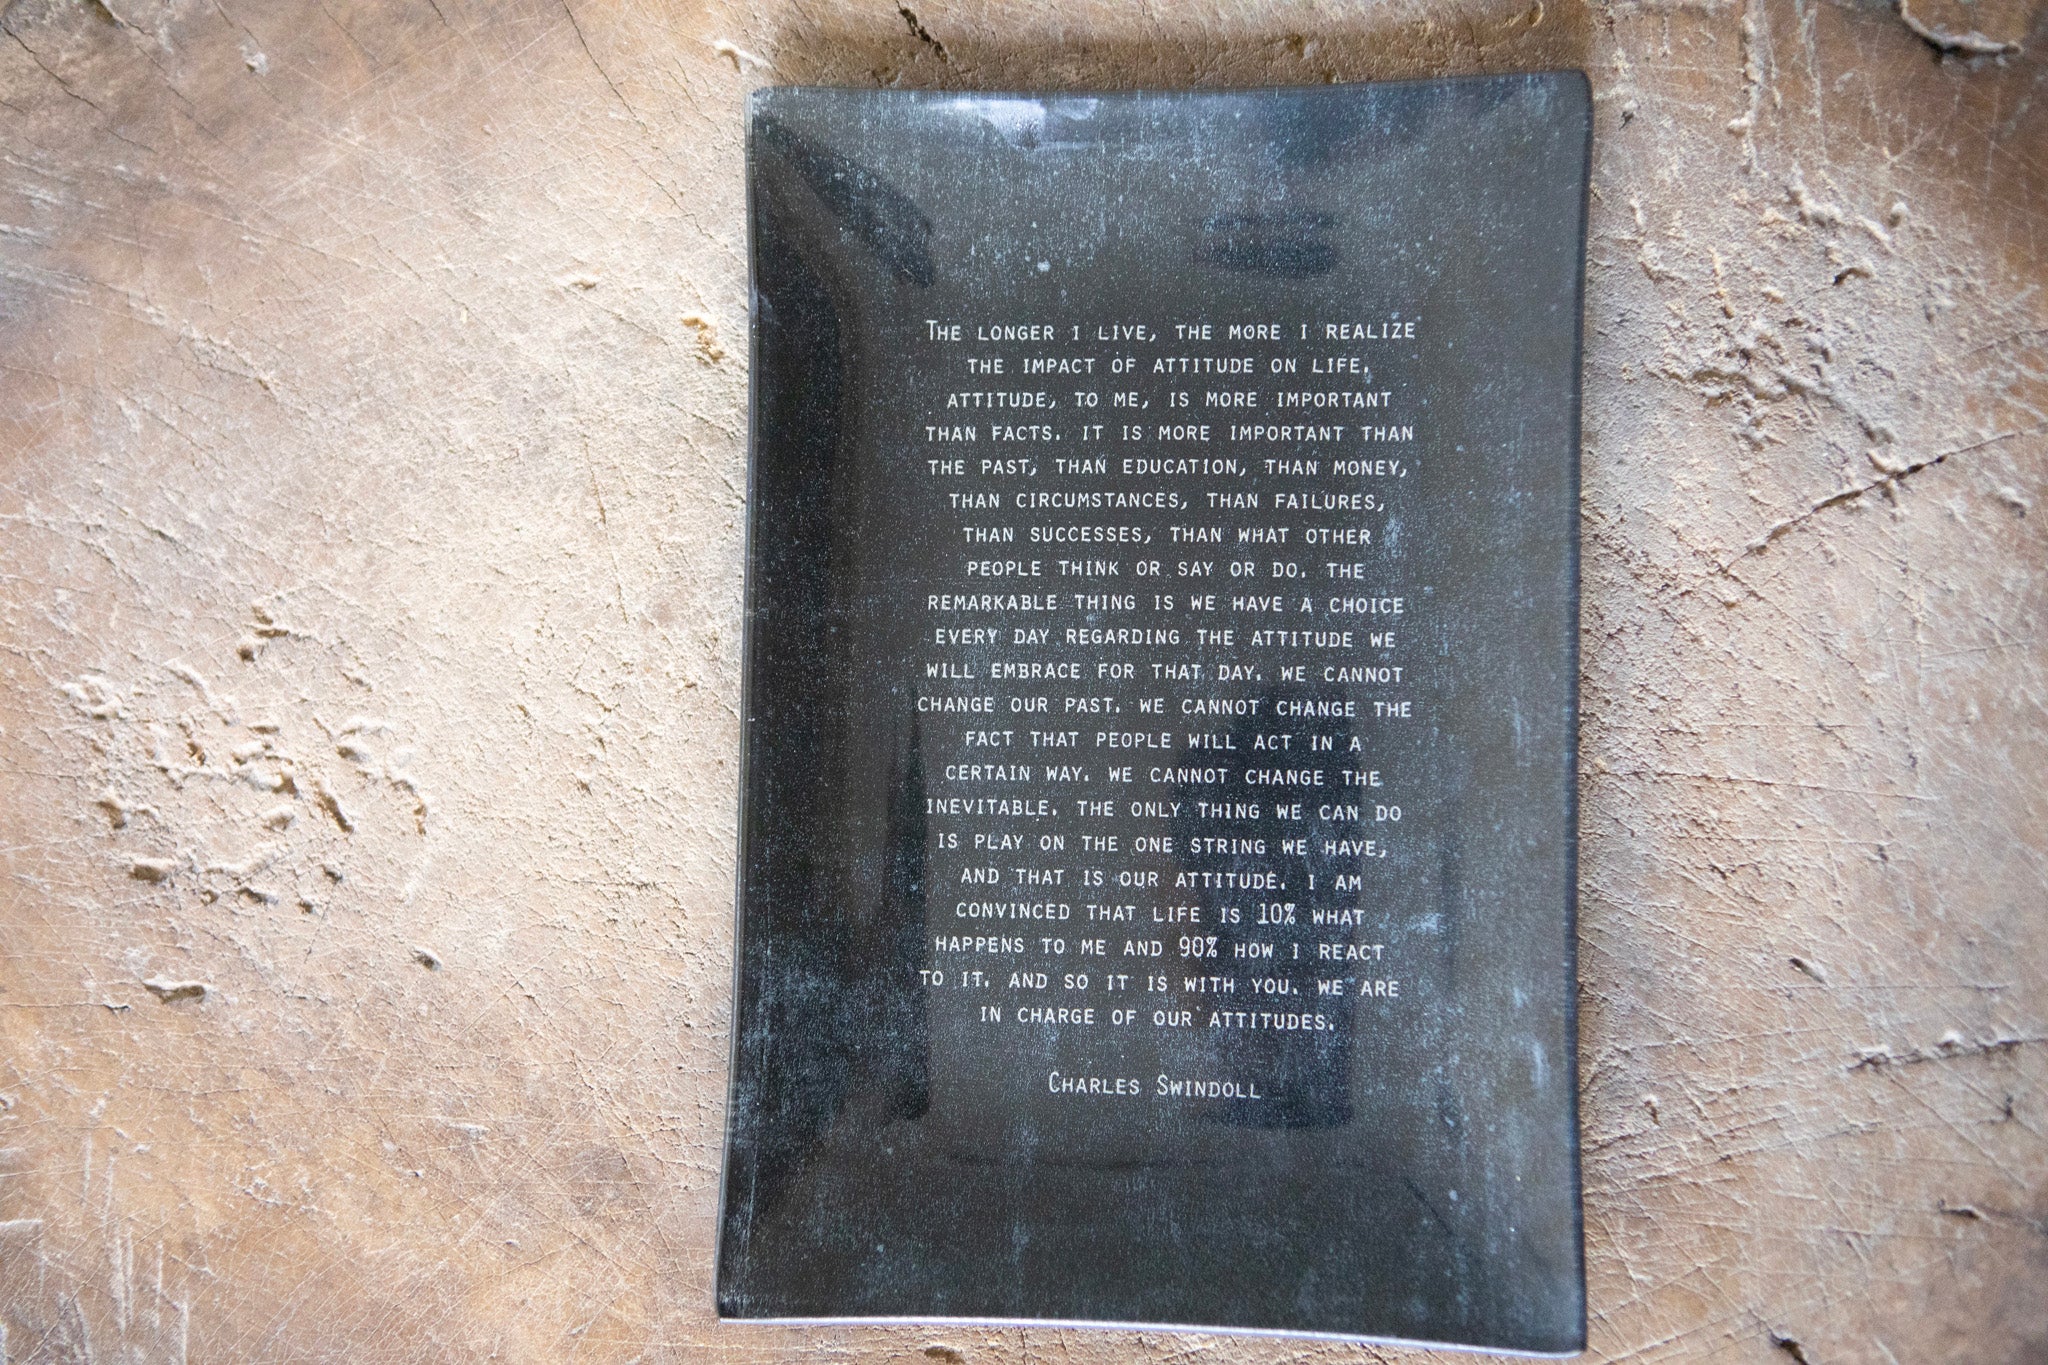 The longer I live, the more I realize
the impact of attitude on life.
Attitude, to me, is more important
than facts. It is more important than
the past, than education, than money,
than circumstances, than failures,
than successes, than what other
people think or say or do. The
remarkable thing is we have a choice
every day regarding the attitude we
will embrace for that day. We cannot
change our past. We cannot change the
fact that people will act in a
certain way. We cannot change the
inevitable. The only thing we can do
is play on the one string we have,
and that is our attitude. I am
convinced that life is 10% what
happens to me and 90% how I react
to it. And so it is with you. We are
in charge of our attitudes.
Charles Swindoll